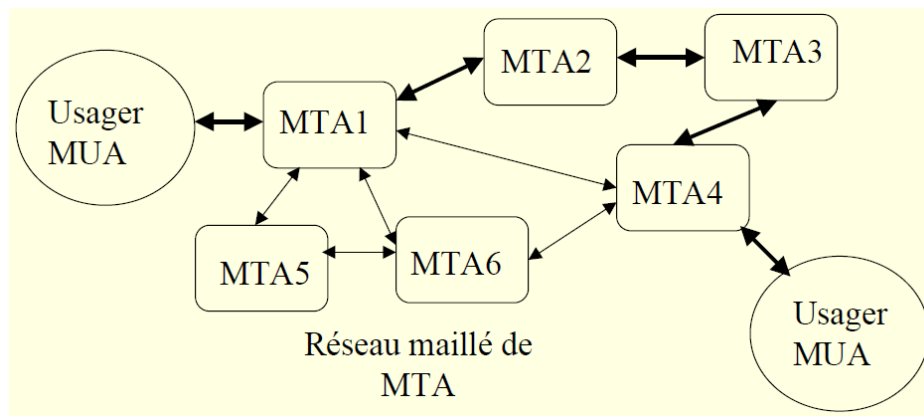 Usager
MUA
MTA1
MTA2
MTA3
MTA4
MTA5
MTA6
Réseau maillé de
MTA
Usager
MUA